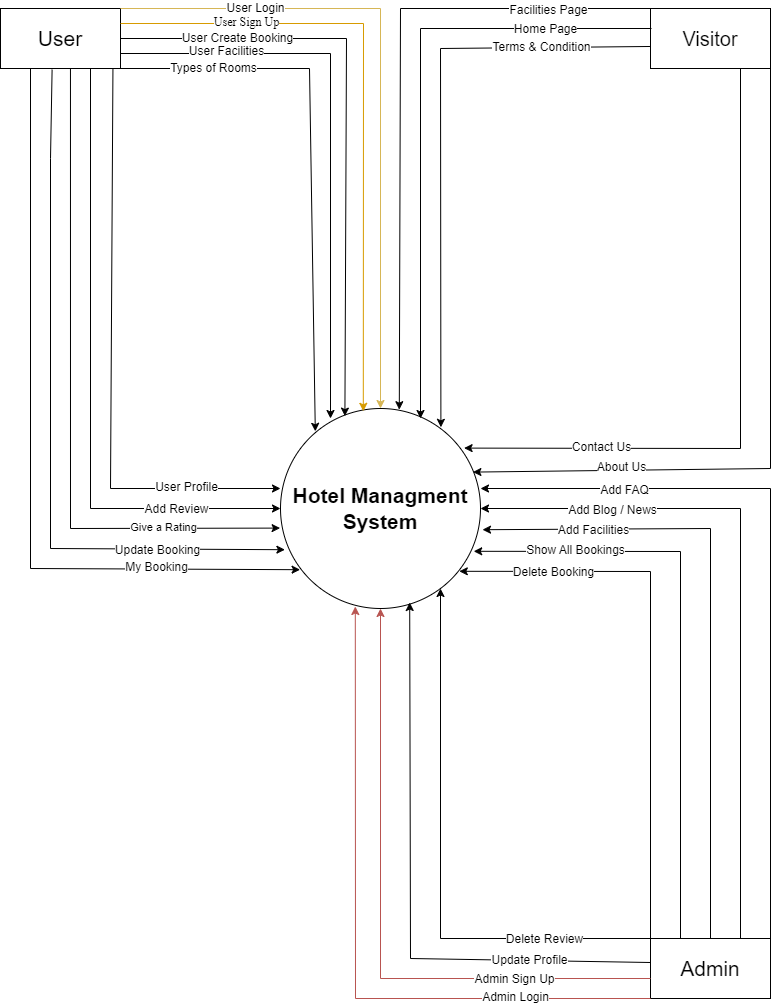 User
User Login
User Sign Up
User Create Booking
User Facilities
Types of Rooms
Facilities Page
Home Page
Terms & Condition
Visitor
Hotel Managment
System
User Profile
Add Review
Give a Rating
Update Booking
My Booking
Contact Us
About Us
Add FAQ
Add Blog / News
Add Facilities
Show All Bookings
Delete Booking
Delete Review
Update Profile
Admin Sign Up
Admin Login
Admin